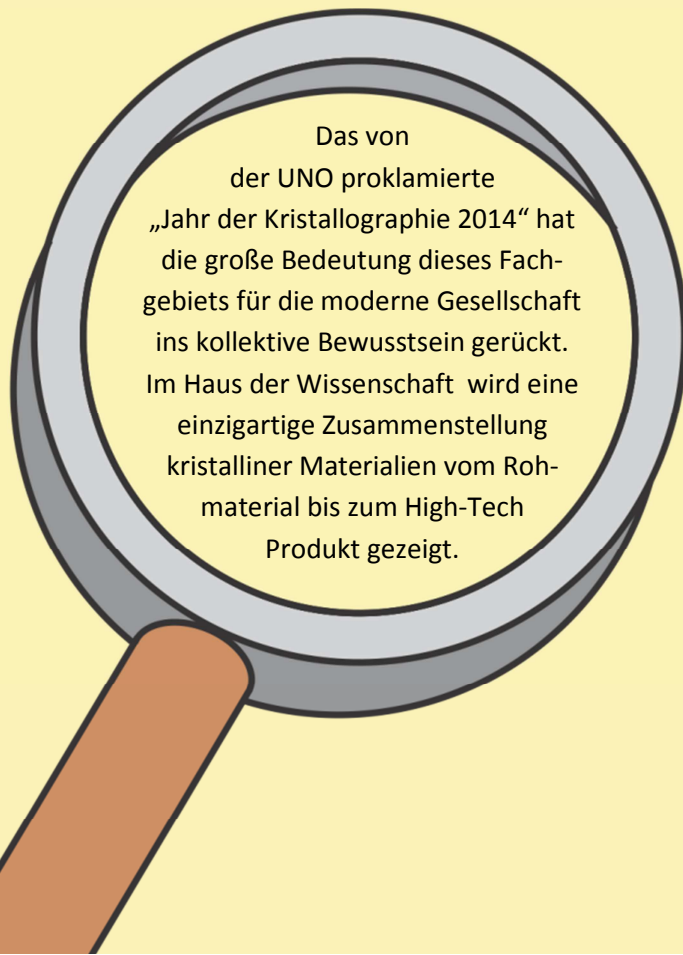 Das von
der UNO proklamierte
„Jahr der Kristallographie 2014“ hat
die große Bedeutung dieses Fach-
gebiets für die moderne Gesellschaft
ins kollektive Bewusstsein gerückt.
Im Haus der Wissenschaft  wird eine
einzigartige Zusammenstellung
kristalliner Materialien vom Roh-
material bis zum High-Tech
Produkt gezeigt.